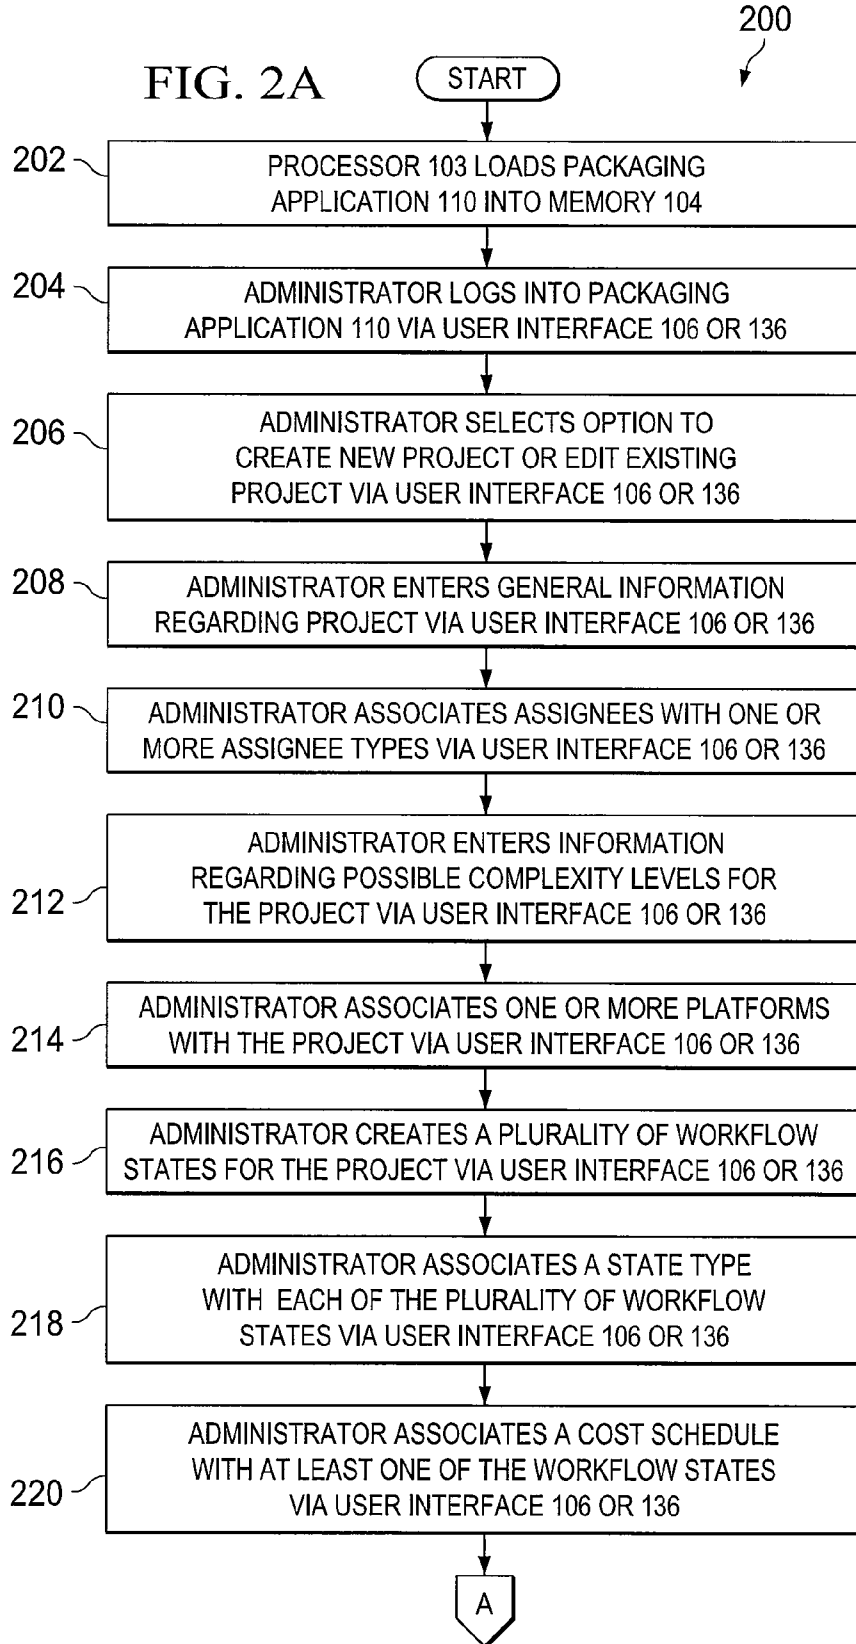 200
FIG. 2A
START
202
PROCESSOR 103 LOADS PACKAGING
APPLICATION 110 INTO MEMORY 104
204
ADMINISTRATOR LOGS INTO PACKAGING
APPLICATION 110 VIA USER INTERFACE 106 OR 136
206
ADMINISTRATOR SELECTS OPTION TO
CREATE NEW PROJECT OR EDIT EXISTING
PROJECT VIA USER INTERFACE 106 OR 136
208
ADMINISTRATOR ENTERS GENERAL INFORMATION
REGARDING PROJECT VIA USER INTERFACE 106 OR 136
210
ADMINISTRATOR ASSOCIATES ASSIGNEES WITH ONE OR
MORE ASSIGNEE TYPES VIA USER INTERFACE 106 OR 136
212
ADMINISTRATOR ENTERS INFORMATION
REGARDING POSSIBLE COMPLEXITY LEVELS FOR
THE PROJECT VIA USER INTERFACE 106 OR 136
214
ADMINISTRATOR ASSOCIATES ONE OR MORE PLATFORMS
WITH THE PROJECT VIA USER INTERFACE 106 OR 136
216
ADMINISTRATOR CREATES A PLURALITY OF WORKFLOW
STATES FOR THE PROJECT VIA USER INTERFACE 106 OR 136
218
ADMINISTRATOR ASSOCIATES A STATE TYPE
WITH EACH OF THE PLURALITY OF WORKFLOW
STATES VIA USER INTERFACE 106 OR 136
220
ADMINISTRATOR ASSOCIATES A COST SCHEDULE
WITH AT LEAST ONE OF THE WORKFLOW STATES
VIA USER INTERFACE 106 OR 136
A